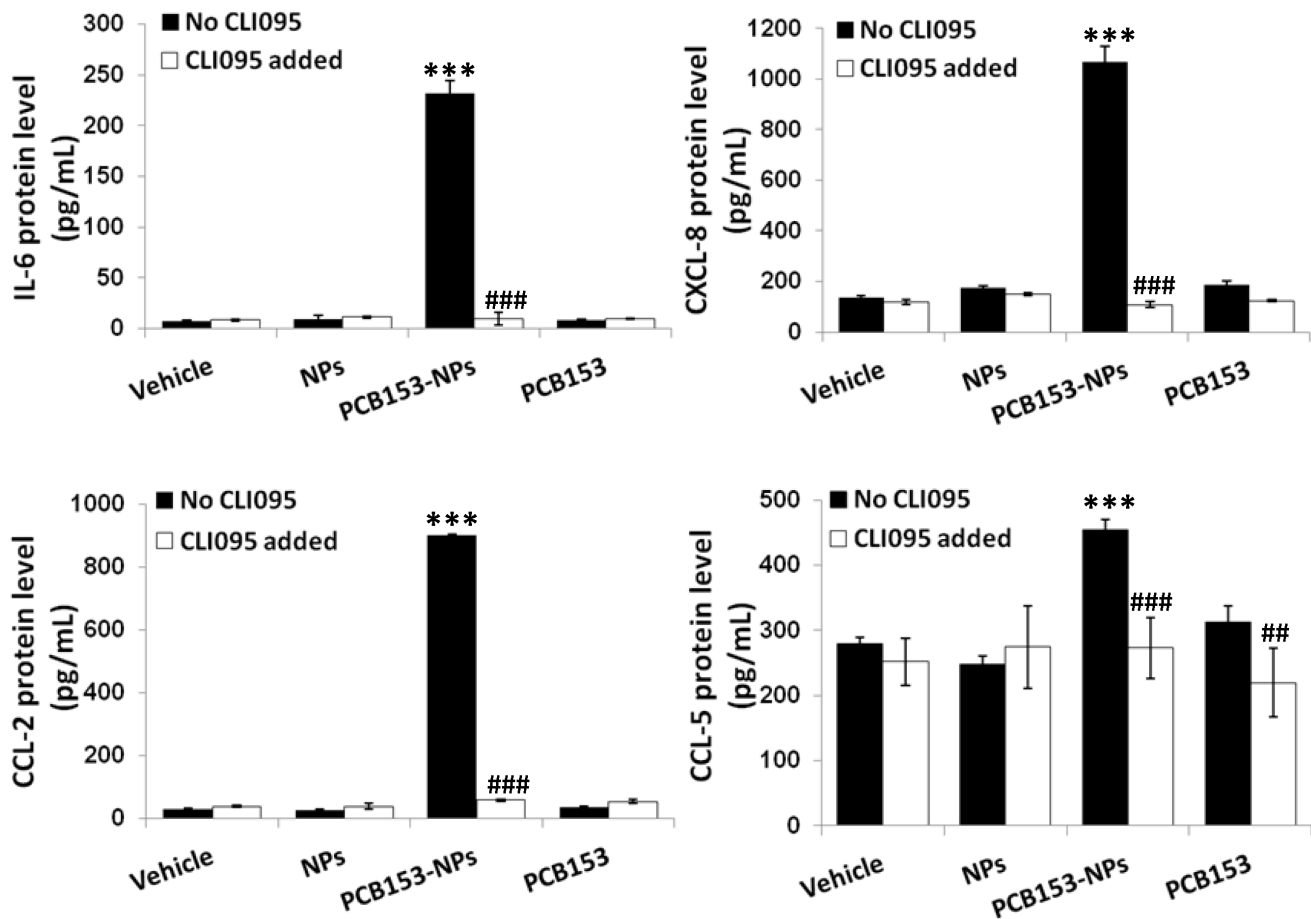 IL-6 protein level
(pg/mL)
300
250
200
150
100
50
0
No CLI095
CLI095 added
***
###
Vehicle
NPs
PCB153-NPs
PCB153
CXCL-8 protein level
(pg/mL)
1200
1000
800
600
400
200
0
No CLI095
CLI095 added
***
###
Vehicle
NPs
PCB153-NPs
PCB153
CCL-2 protein level
(pg/mL)
1000
800
600
400
200
0
No CLI095
CLI095 added
***
###
Vehicle
NPs
PCB153-NPs
PCB153
CCL-5 protein level
(pg/mL)
500
400
300
200
100
0
No CLI095
CLI095 added
***
###
##
Vehicle
NPs
PCB153-NPs
PCB153